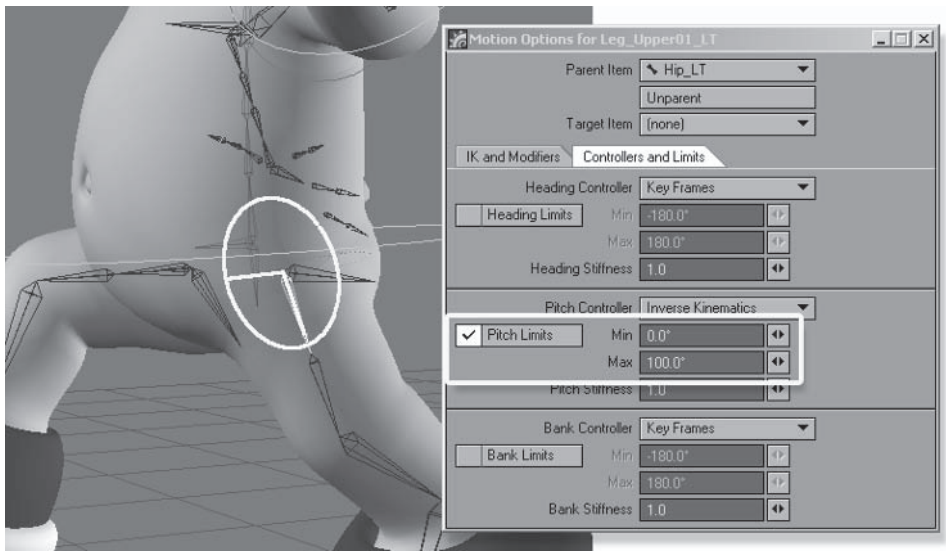 Motion Options for Leg_Upper01_LT
Parent Item Hip_LT
Unparent
Target Item (none)
IK and Modifiers Controllers and Limits
Heading Controller Key Frames
Heading Limits Min -180.0°
Max 180.0°
Heading Stiffness 1.0
Pitch Controller Inverse Kinematics
Pitch Limits Min 0.0°
Max 100.0°
Pitch Stiffness 1.0
Bank Controller Key Frames
Bank Limits Min -180.0°
Max 180.0°
Bank Stiffness 1.0